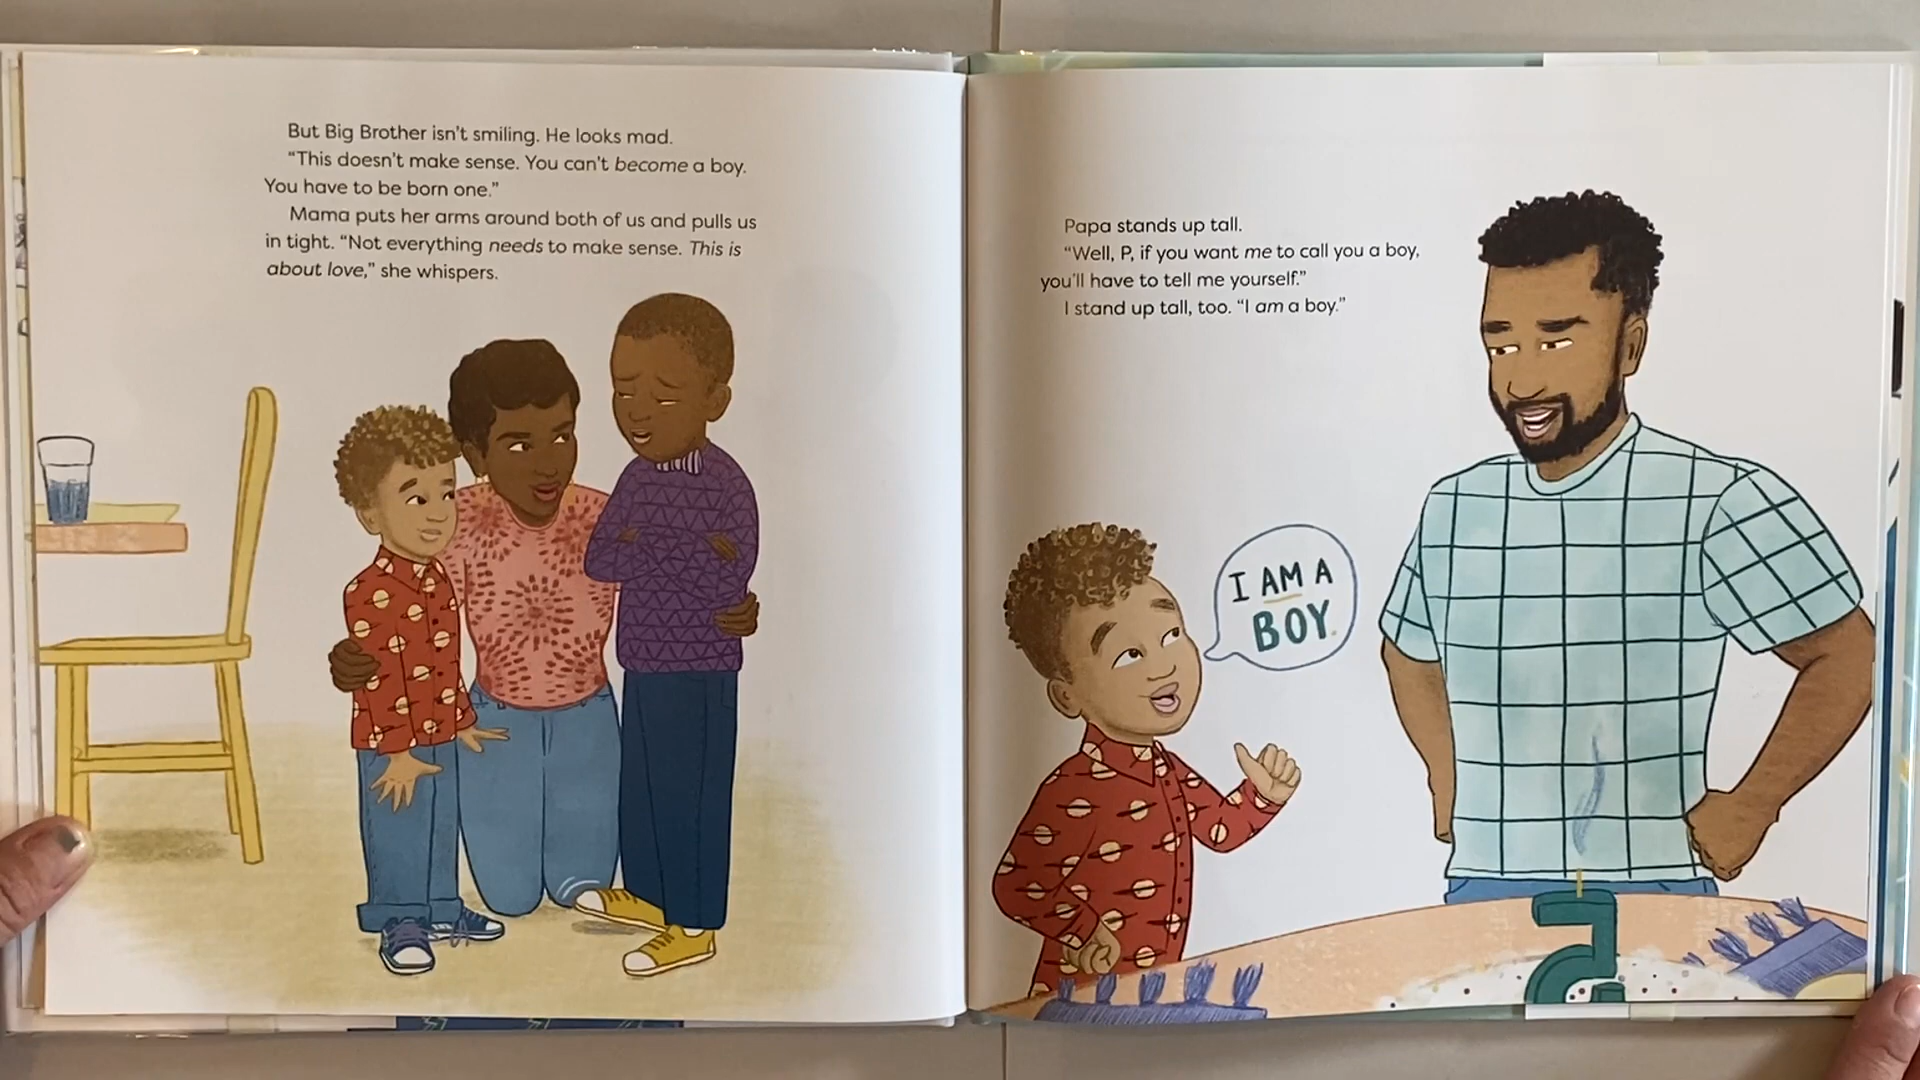 But Big Brother isn't smiling. He looks mad.
“This doesn't make sense. You can't become a boy.
You have to be born one.”
Mama puts her arms around both of us and pulls us
in tight. “Not everything needs to make sense. This is
about love,” she whispers.
Papa stands up tall.
“Well, P, if you want me to call you a boy,
you'll have to tell me yourself.”
I stand up tall, too. “I am a boy.”
I AM A
BOY.
5